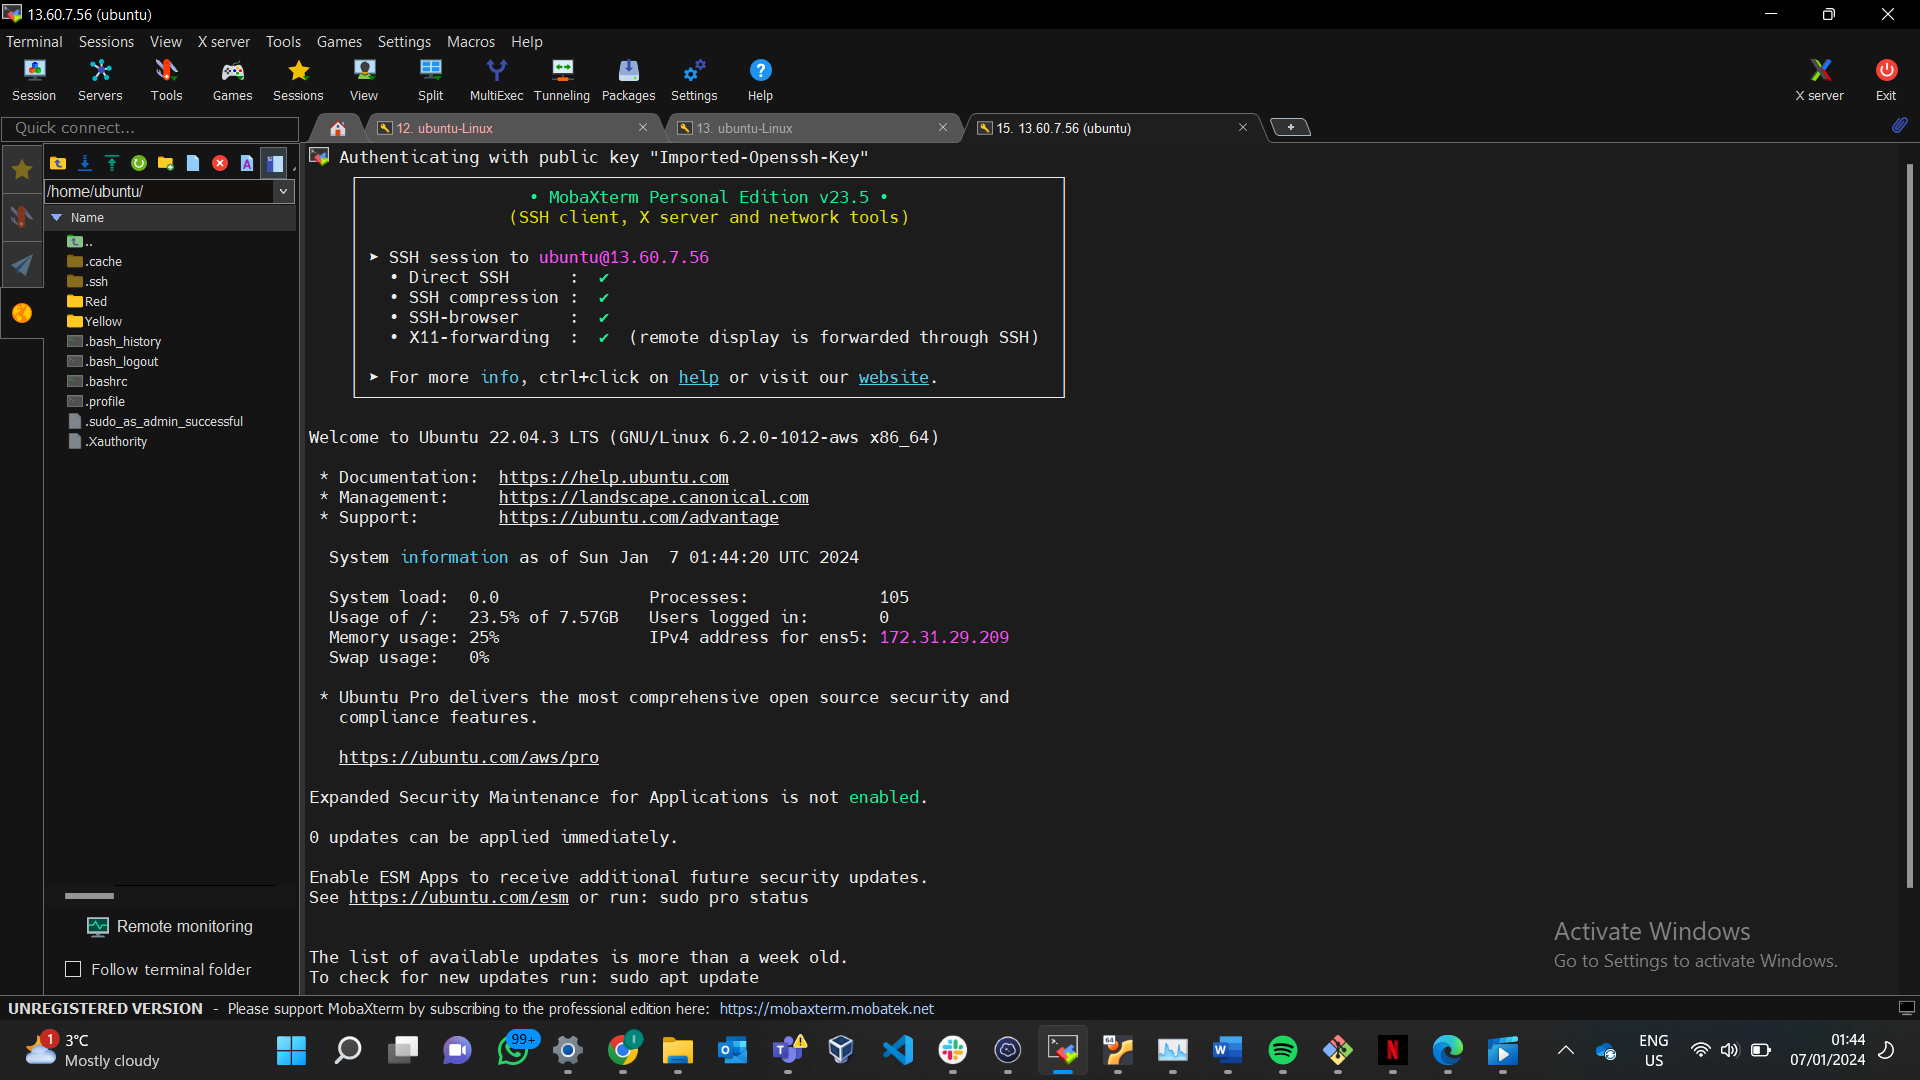 13.60.7.56 (ubuntu)
Terminal Sessions View X server Tools Games Settings Macros Help
Session Servers Tools Games Sessions View Split MultiExec Tunneling Packages Settings Help X server Exit
Quick connect...
12. ubuntu-Linux
13. ubuntu-Linux
15. 13.60.7.56 (ubuntu)
/home/ubuntu/
Name
..
.cache
.ssh
Red
Yellow
.bash_history
.bash_logout
.bashrc
.profile
.sudo_as_admin_successful
.Xauthority
Remote monitoring
Follow terminal folder
Authenticating with public key "Imported-Openssh-Key"
• MobaXterm Personal Edition v23.5 •
(SSH client, X server and network tools)
➤ SSH session to ubuntu@13.60.7.56
• Direct SSH : ✔
• SSH compression : ✔
• SSH-browser : ✔
• X11-forwarding : ✔ (remote display is forwarded through SSH)
➤ For more info, ctrl+click on help or visit our website.
Welcome to Ubuntu 22.04.3 LTS (GNU/Linux 6.2.0-1012-aws x86_64)
* Documentation: https://help.ubuntu.com
* Management: https://landscape.canonical.com
* Support: https://ubuntu.com/advantage
System information as of Sun Jan 7 01:44:20 UTC 2024
System load: 0.0 Processes: 105
Usage of /: 23.5% of 7.57GB Users logged in: 0
Memory usage: 25% IPv4 address for ens5: 172.31.29.209
Swap usage: 0%
* Ubuntu Pro delivers the most comprehensive open source security and
compliance features.
https://ubuntu.com/aws/pro
Expanded Security Maintenance for Applications is not enabled.
0 updates can be applied immediately.
Enable ESM Apps to receive additional future security updates.
See https://ubuntu.com/esm or run: sudo pro status
The list of available updates is more than a week old.
To check for new updates run: sudo apt update
Activate Windows
Go to Settings to activate Windows.
UNREGISTERED VERSION - Please support MobaXterm by subscribing to the professional edition here: https://mobaxterm.mobatek.net
1
3°C
Mostly cloudy
99+
ENG
US
01:44
07/01/2024